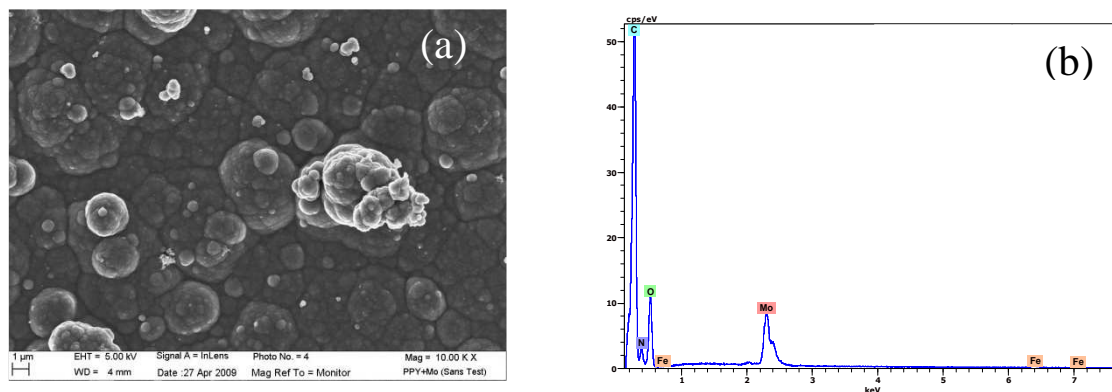 (a)
1 µm
EHT = 5.00 kV
Signal A = InLens
Photo No. = 4
Mag = 10.00 K X
WD = 4 mm
Date :27 Apr 2009
Mag Ref To = Monitor
PPY+Mo (Sans Test)
cps/eV
(b)
50
40
30
20
10
0
C
O
N
Fe
Mo
Fe
Fe
1
2
3
4
5
6
7
keV